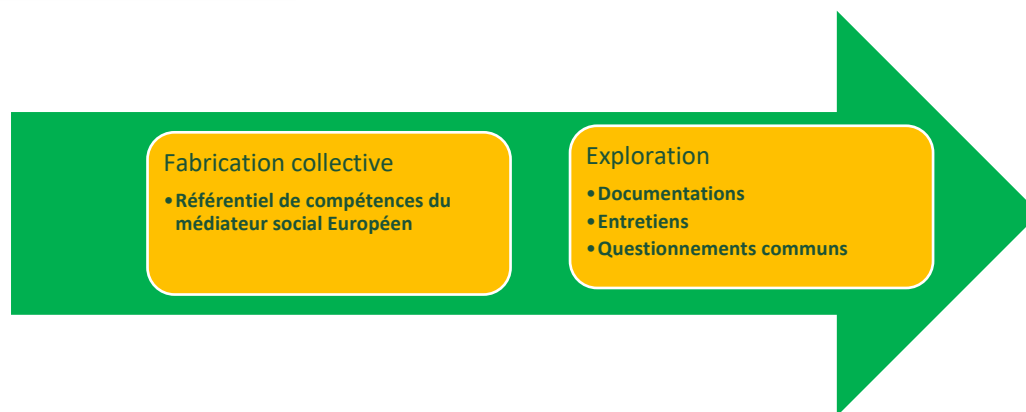 Fabrication collective
•Référentiel de compétences du
médiateur social Européen
Exploration
•Documentations
•Entretiens
•Questionnements communs